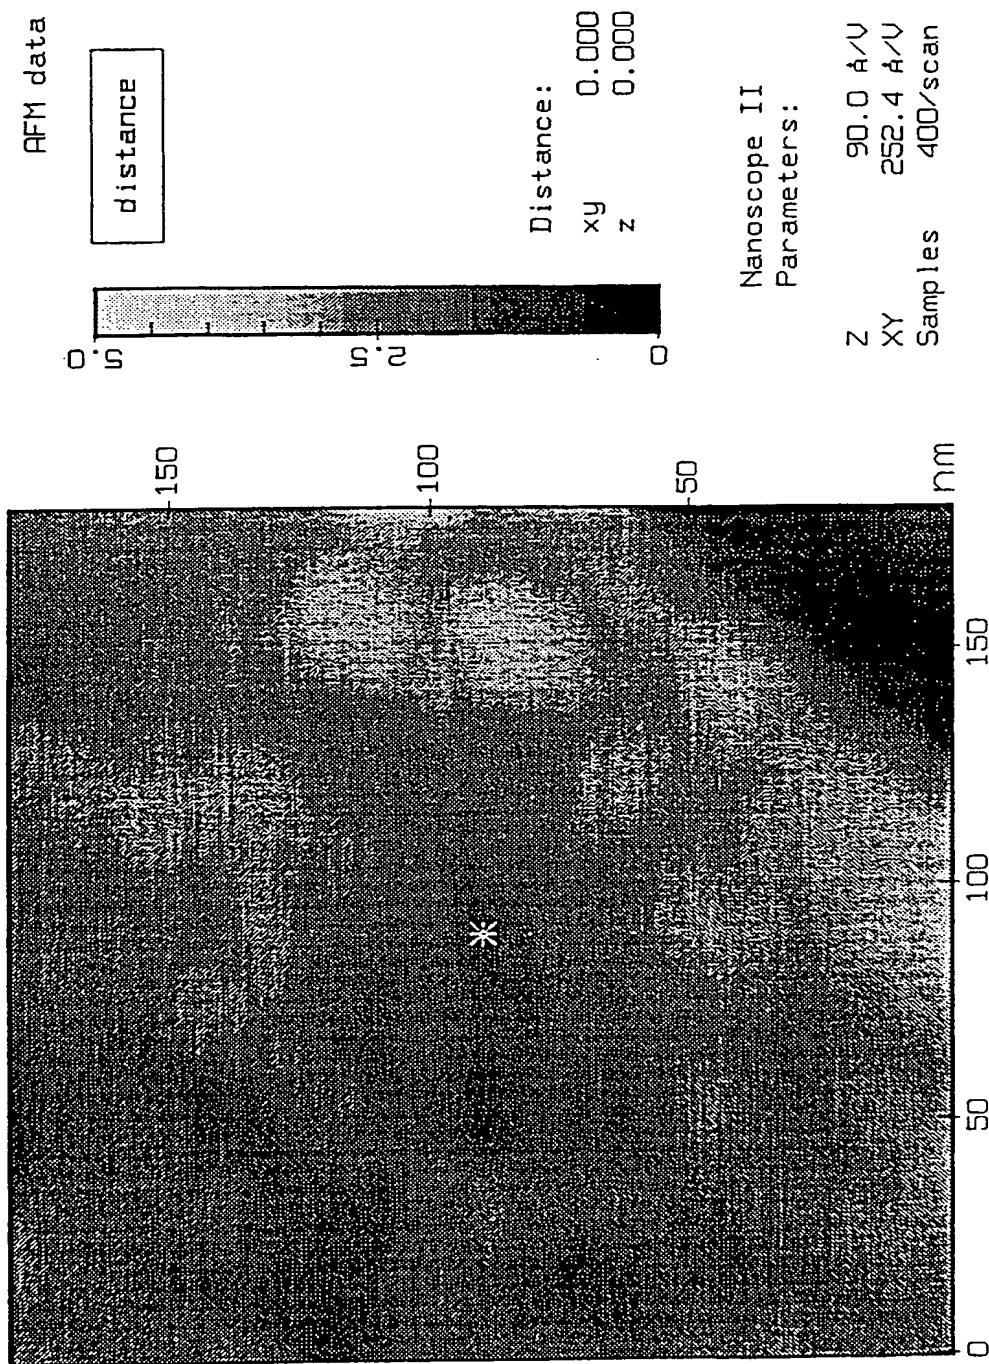 AFM data
distance
5.0
2.5
0
Distance:
xy 0.000
z 0.000
Nanoscope II
Parameters:
Z 90.0 Å/V
XY 252.4 Å/V
Samples 400/scan
150
100
50
nm
0 50 100 150